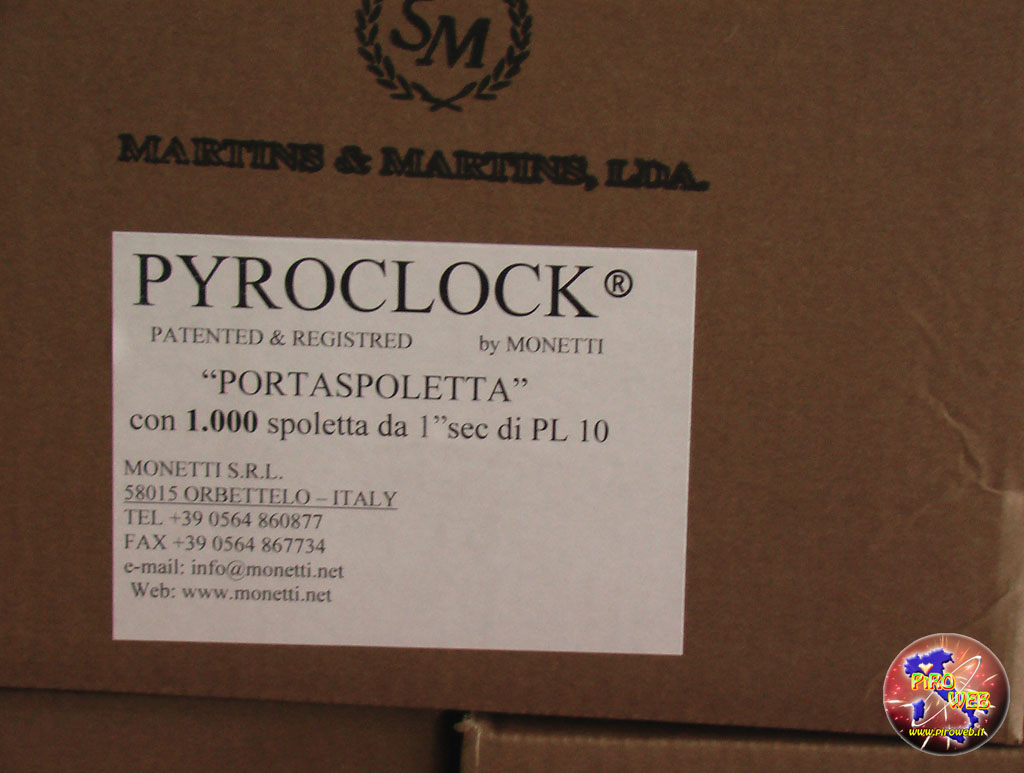 SM
MARTINS & MARTINS, LDA.
PYROCLOCK®
PATENTED & REGISTRED by MONETTI
“PORTASPOLETTA”
con 1.000 spoletta da 1”sec di PL 10
MONETTI S.R.L.
58015 ORBETTELO – ITALY
TEL +39 0564 860877
FAX +39 0564 867734
e-mail: info@monetti.net
Web: www.monetti.net
PiRO
WEB
www.piroweb.it